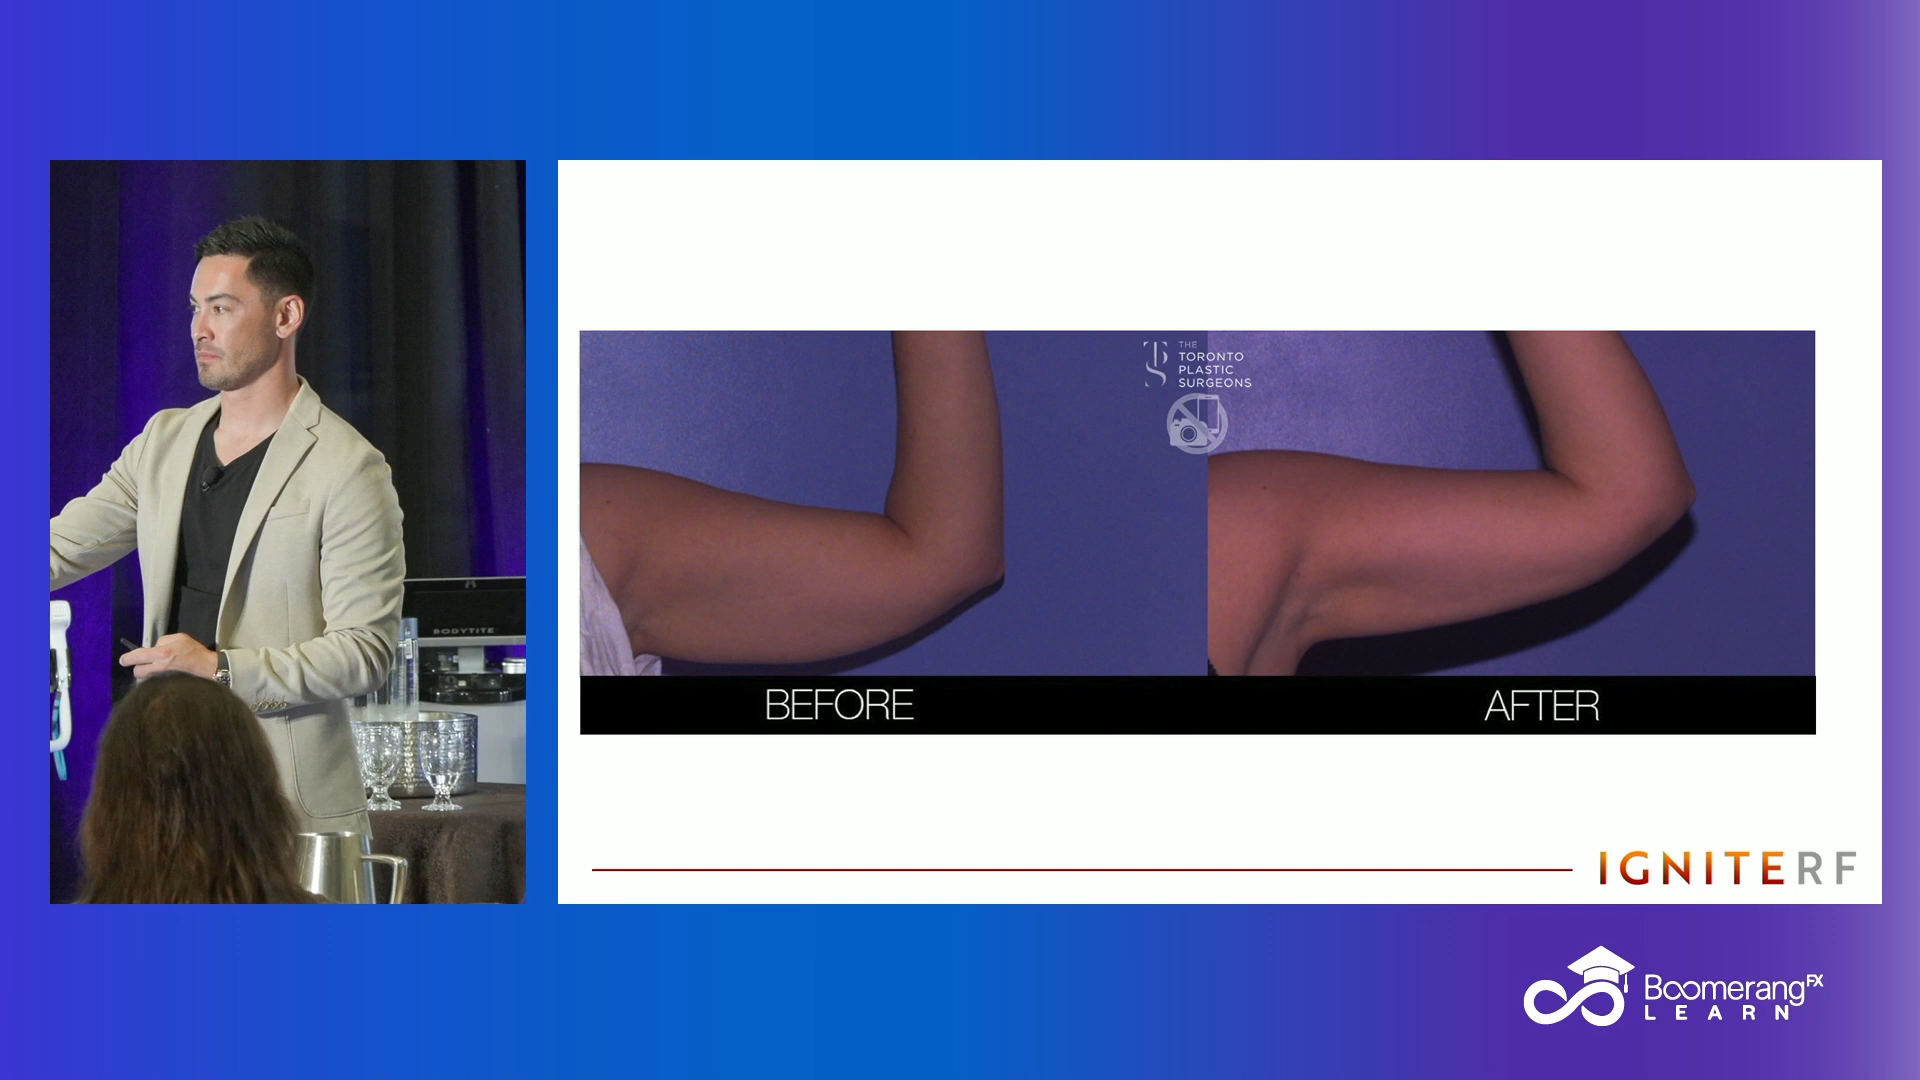 BODYTITE
THE
TORONTO
PLASTIC
SURGEONS
BEFORE
AFTER
IGNITERF
BoomerangFX
LEARN